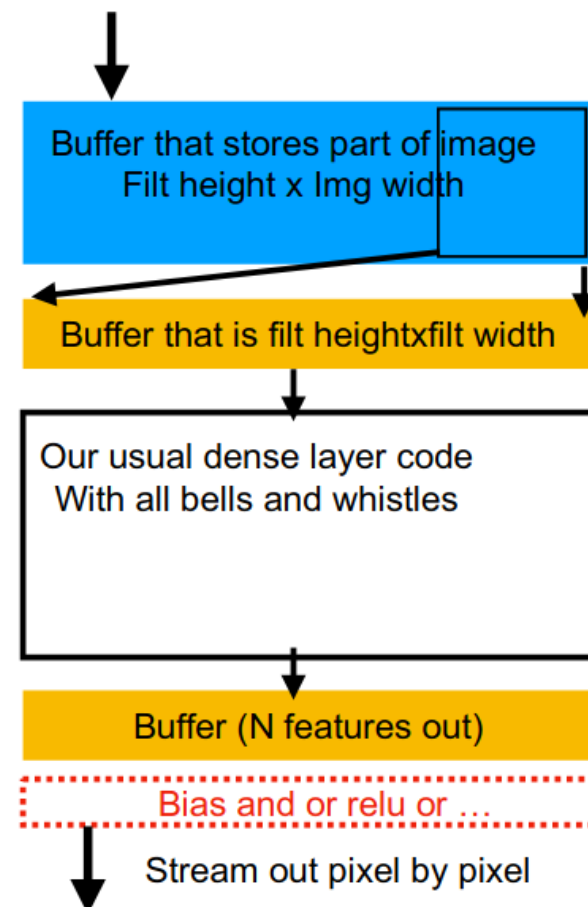 Buffer that stores part of image
Filt height x Img width
Buffer that is filt heightxfilt width
Our usual dense layer code
With all bells and whistles
Buffer (N features out)
Bias and or relu or …
Stream out pixel by pixel